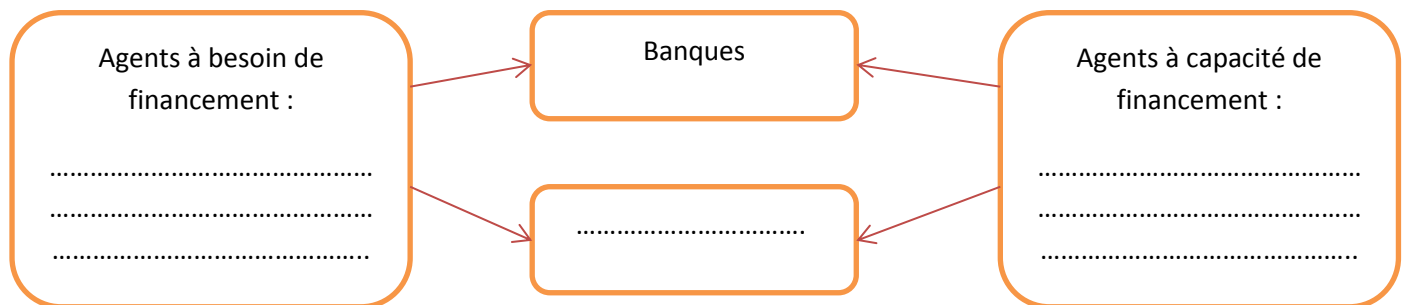 Agents à besoin de
financement :
……………………………………………
……………………………………………
…………………………………………..
Banques
…………………………….
Agents à capacité de
financement :
……………………………………………
……………………………………………
…………………………………………..